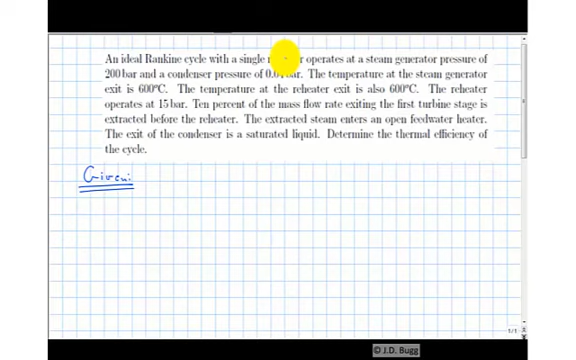 An ideal Rankine cycle with a single operates at a steam generator pressure of
200 bar and a condenser pressure of bar. The temperature at the steam generator
exit is 600°C. The temperature at the reheater exit is also 600°C. The reheater
operates at 15 bar. Ten percent of the mass flow rate exiting the first turbine stage is
extracted before the reheater. The extracted steam enters an open feedwater heater.
The exit of the condenser is a saturated liquid. Determine the thermal efficiency of
the cycle.
Given:
1/1
© J.D. Bugg